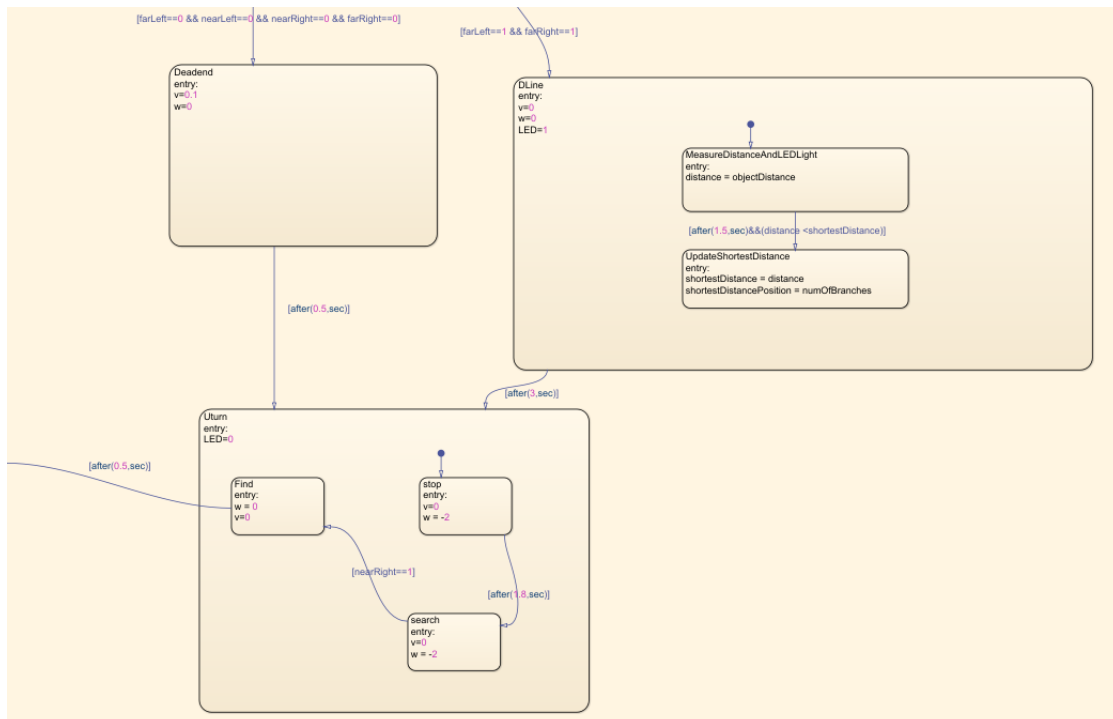 [farLeft==0 && nearLeft==0 && nearRight==0 && farRight==0]
[farLeft==1 && farRight==1]
Deadend
entry:
v=0.1
w=0
DLine
entry:
v=0
w=0
LED=1
MeasureDistanceAndLEDLight
entry:
distance = objectDistance
[after(1.5,sec)&&(distance <shortestDistance)]
UpdateShortestDistance
entry:
shortestDistance = distance
shortestDistancePosition = numOfBranches
[after(0.5,sec)]
[after(3,sec)]
Uturn
entry:
LED=0
[after(0.5,sec)]
Find
entry:
w = 0
v=0
stop
entry:
v=0
w = -2
[nearRight==1]
[after(1.8,sec)]
search
entry:
v=0
w = -2